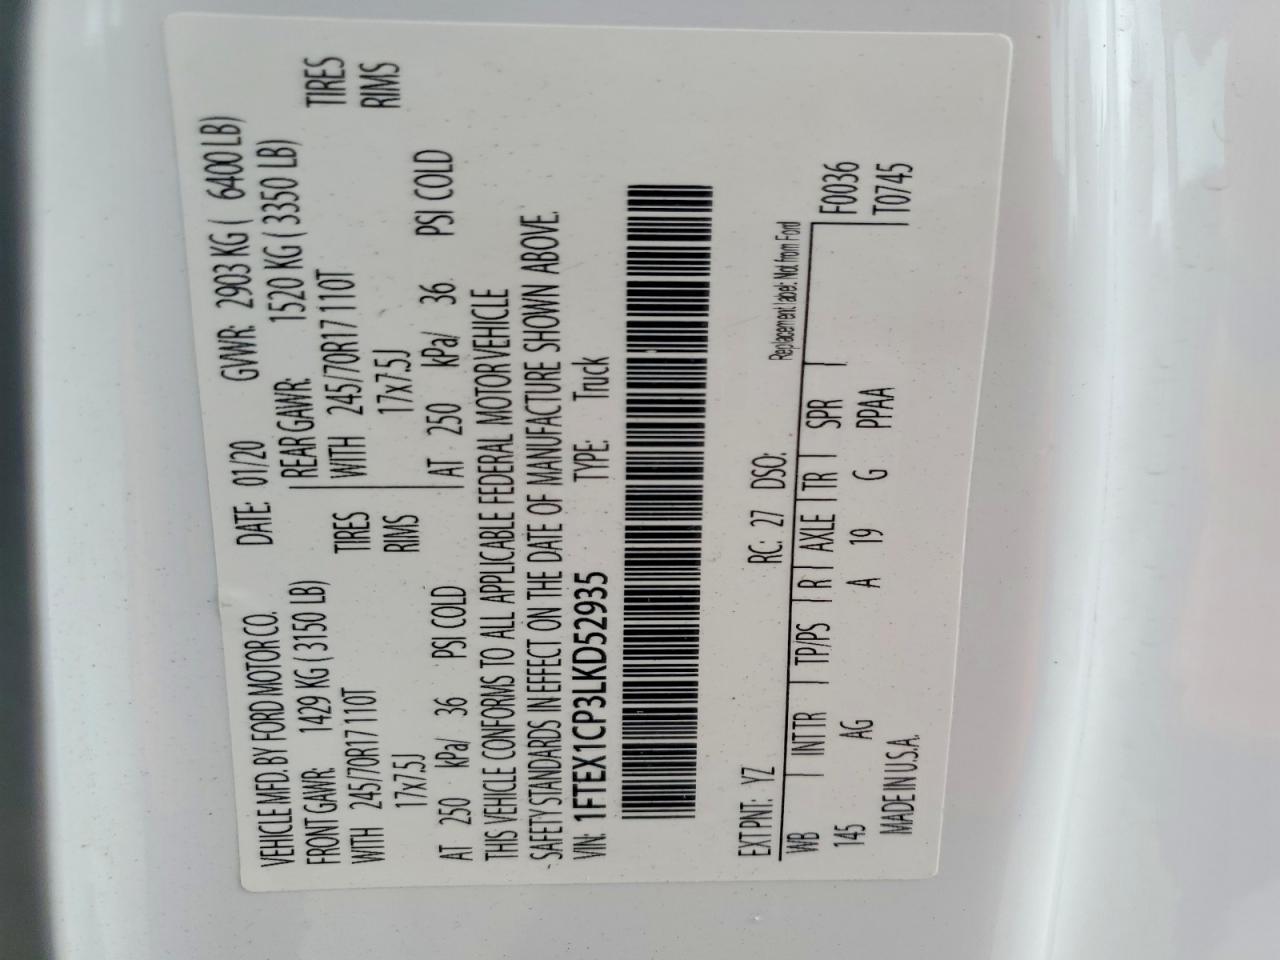 VEHICLE MFD. BY FORD MOTOR CO. DATE: 01/20 GVWR: 2903 KG ( 6400 LB)
FRONT GAWR: 1429 KG ( 3150 LB) REAR GAWR: 1520 KG ( 3350 LB)
WITH 245/70R17 110T TIRES WITH 245/70R17 110T TIRES
17x7.5J RIMS 17x7.5J RIMS
AT 250 kPa/ 36 PSI COLD AT 250 kPa/ 36 PSI COLD
THIS VEHICLE CONFORMS TO ALL APPLICABLE FEDERAL MOTOR VEHICLE
SAFETY STANDARDS IN EFFECT ON THE DATE OF MANUFACTURE SHOWN ABOVE.
VIN: 1FTEX1CP3LKD52935 TYPE: Truck
EXT PNT: YZ RC: 27 DSO: Replacement label: Not from Ford
WB INT TR TP/PS R AXLE TR SPR F0036
145 AG A 19 G PPAA T0745
MADE IN U.S.A.